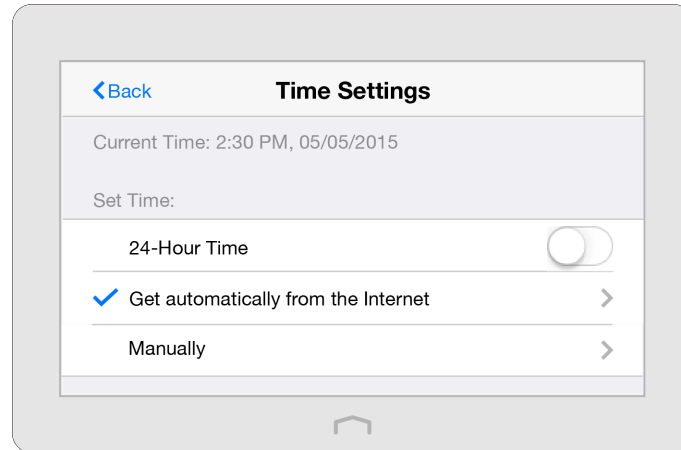 Back
Time Settings
Current Time: 2:30 PM, 05/05/2015
Set Time:
24-Hour Time
Get automatically from the Internet
Manually